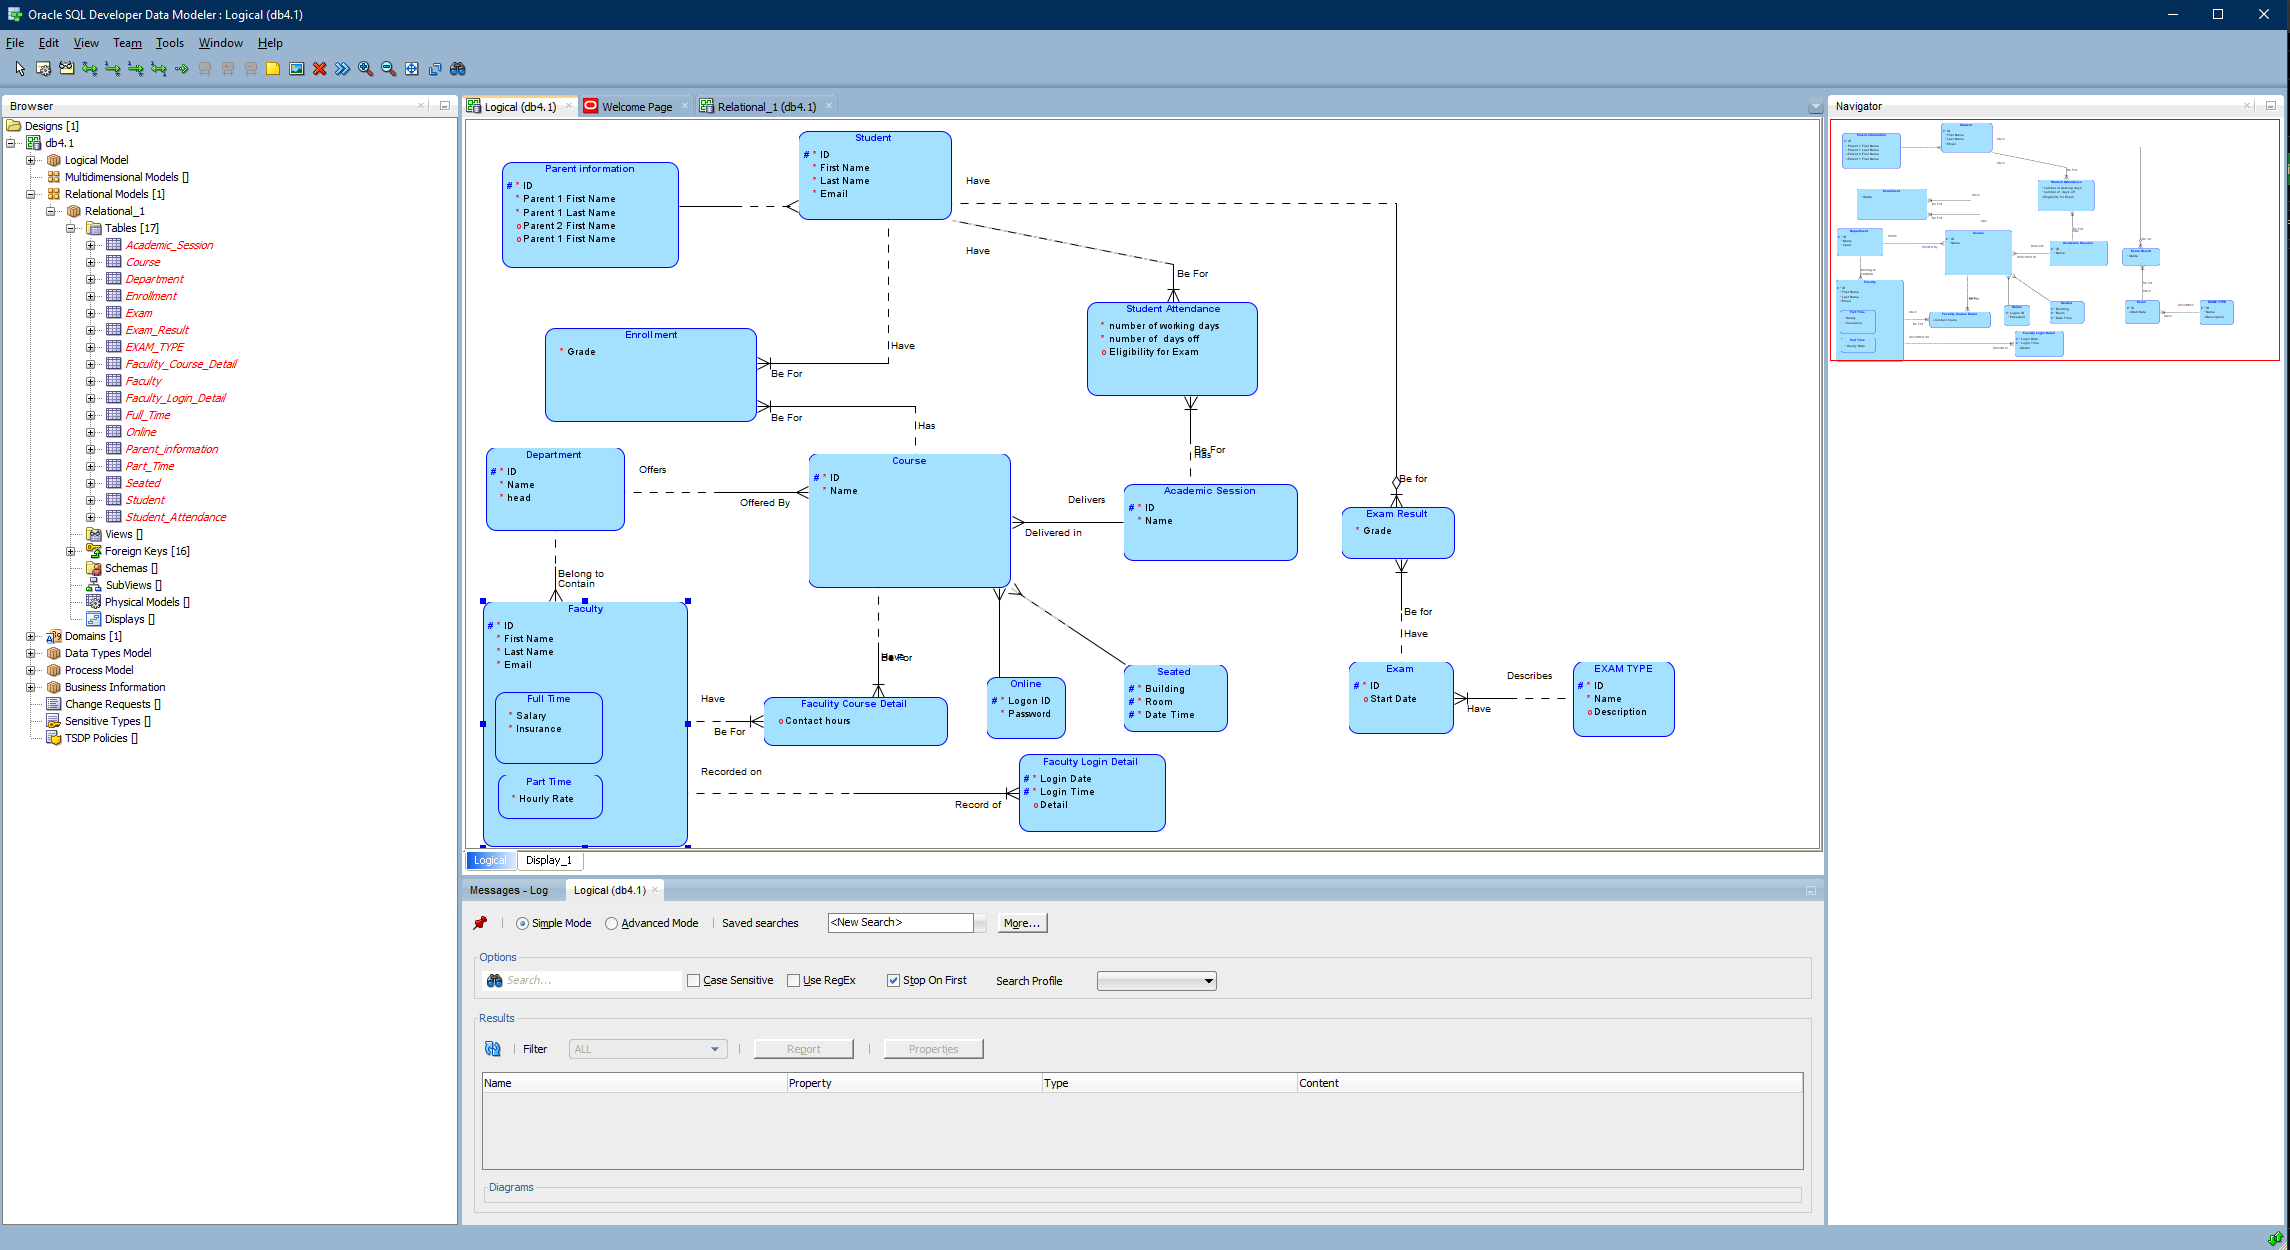 Oracle SQL Developer Data Modeler : Logical (db4.1)
File Edit View Team Tools Window Help
Browser
Designs [1]
db4.1
Logical Model
Multidimensional Models []
Relational Models [1]
Relational_1
Tables [17]
Academic_Session
Course
Department
Enrollment
Exam
Exam_Result
EXAM_TYPE
Faculity_Course_Detail
Faculty
Faculty_Login_Detail
Full_Time
Online
Parent_information
Part_Time
Seated
Student
Student_Attendance
Views []
Foreign Keys [16]
Schemas []
SubViews []
Physical Models []
Displays []
Domains [1]
Data Types Model
Process Model
Business Information
Change Requests []
Sensitive Types []
TSDP Policies []
Logical (db4.1) Welcome Page Relational_1 (db4.1)
Student
# * ID
* First Name
* Last Name
* Email
Parent information
# * ID
* Parent 1 First Name
* Parent 1 Last Name
o Parent 2 First Name
o Parent 1 First Name
Have
Have
Be For
Student Attendance
* number of working days
* number of  days off
o Eligibility for Exam
Enrollment
* Grade
Have
Be For
Be For
Has
Be For
Has
Department
# * ID
* Name
* head
Offers
Offered By
Course
# * ID
* Name
Delivers
Delivered in
Academic Session
# * ID
* Name
Be for
Exam Result
* Grade
Be for
Have
Belong to
Contain
Faculty
# * ID
* First Name
* Last Name
* Email
Full Time
* Salary
* Insurance
Part Time
* Hourly Rate
Have
Be For
Have
Be For
Faculity Course Detail
o Contact hours
Online
# * Logon ID
* Password
Seated
# * Building
# * Room
# * Date Time
Exam
# * ID
o Start Date
Describes
Have
EXAM TYPE
# * ID
* Name
o Description
Recorded on
Record of
Faculty Login Detail
# * Login Date
# * Login Time
o Detail
Logical Display_1
Navigator
Messages - Log Logical (db4.1)
Simple Mode Advanced Mode Saved searches <New Search> More...
Options
Search... Case Sensitive Use RegEx Stop On First Search Profile
Results
Filter ALL Report Properties
Name Property Type Content
Diagrams